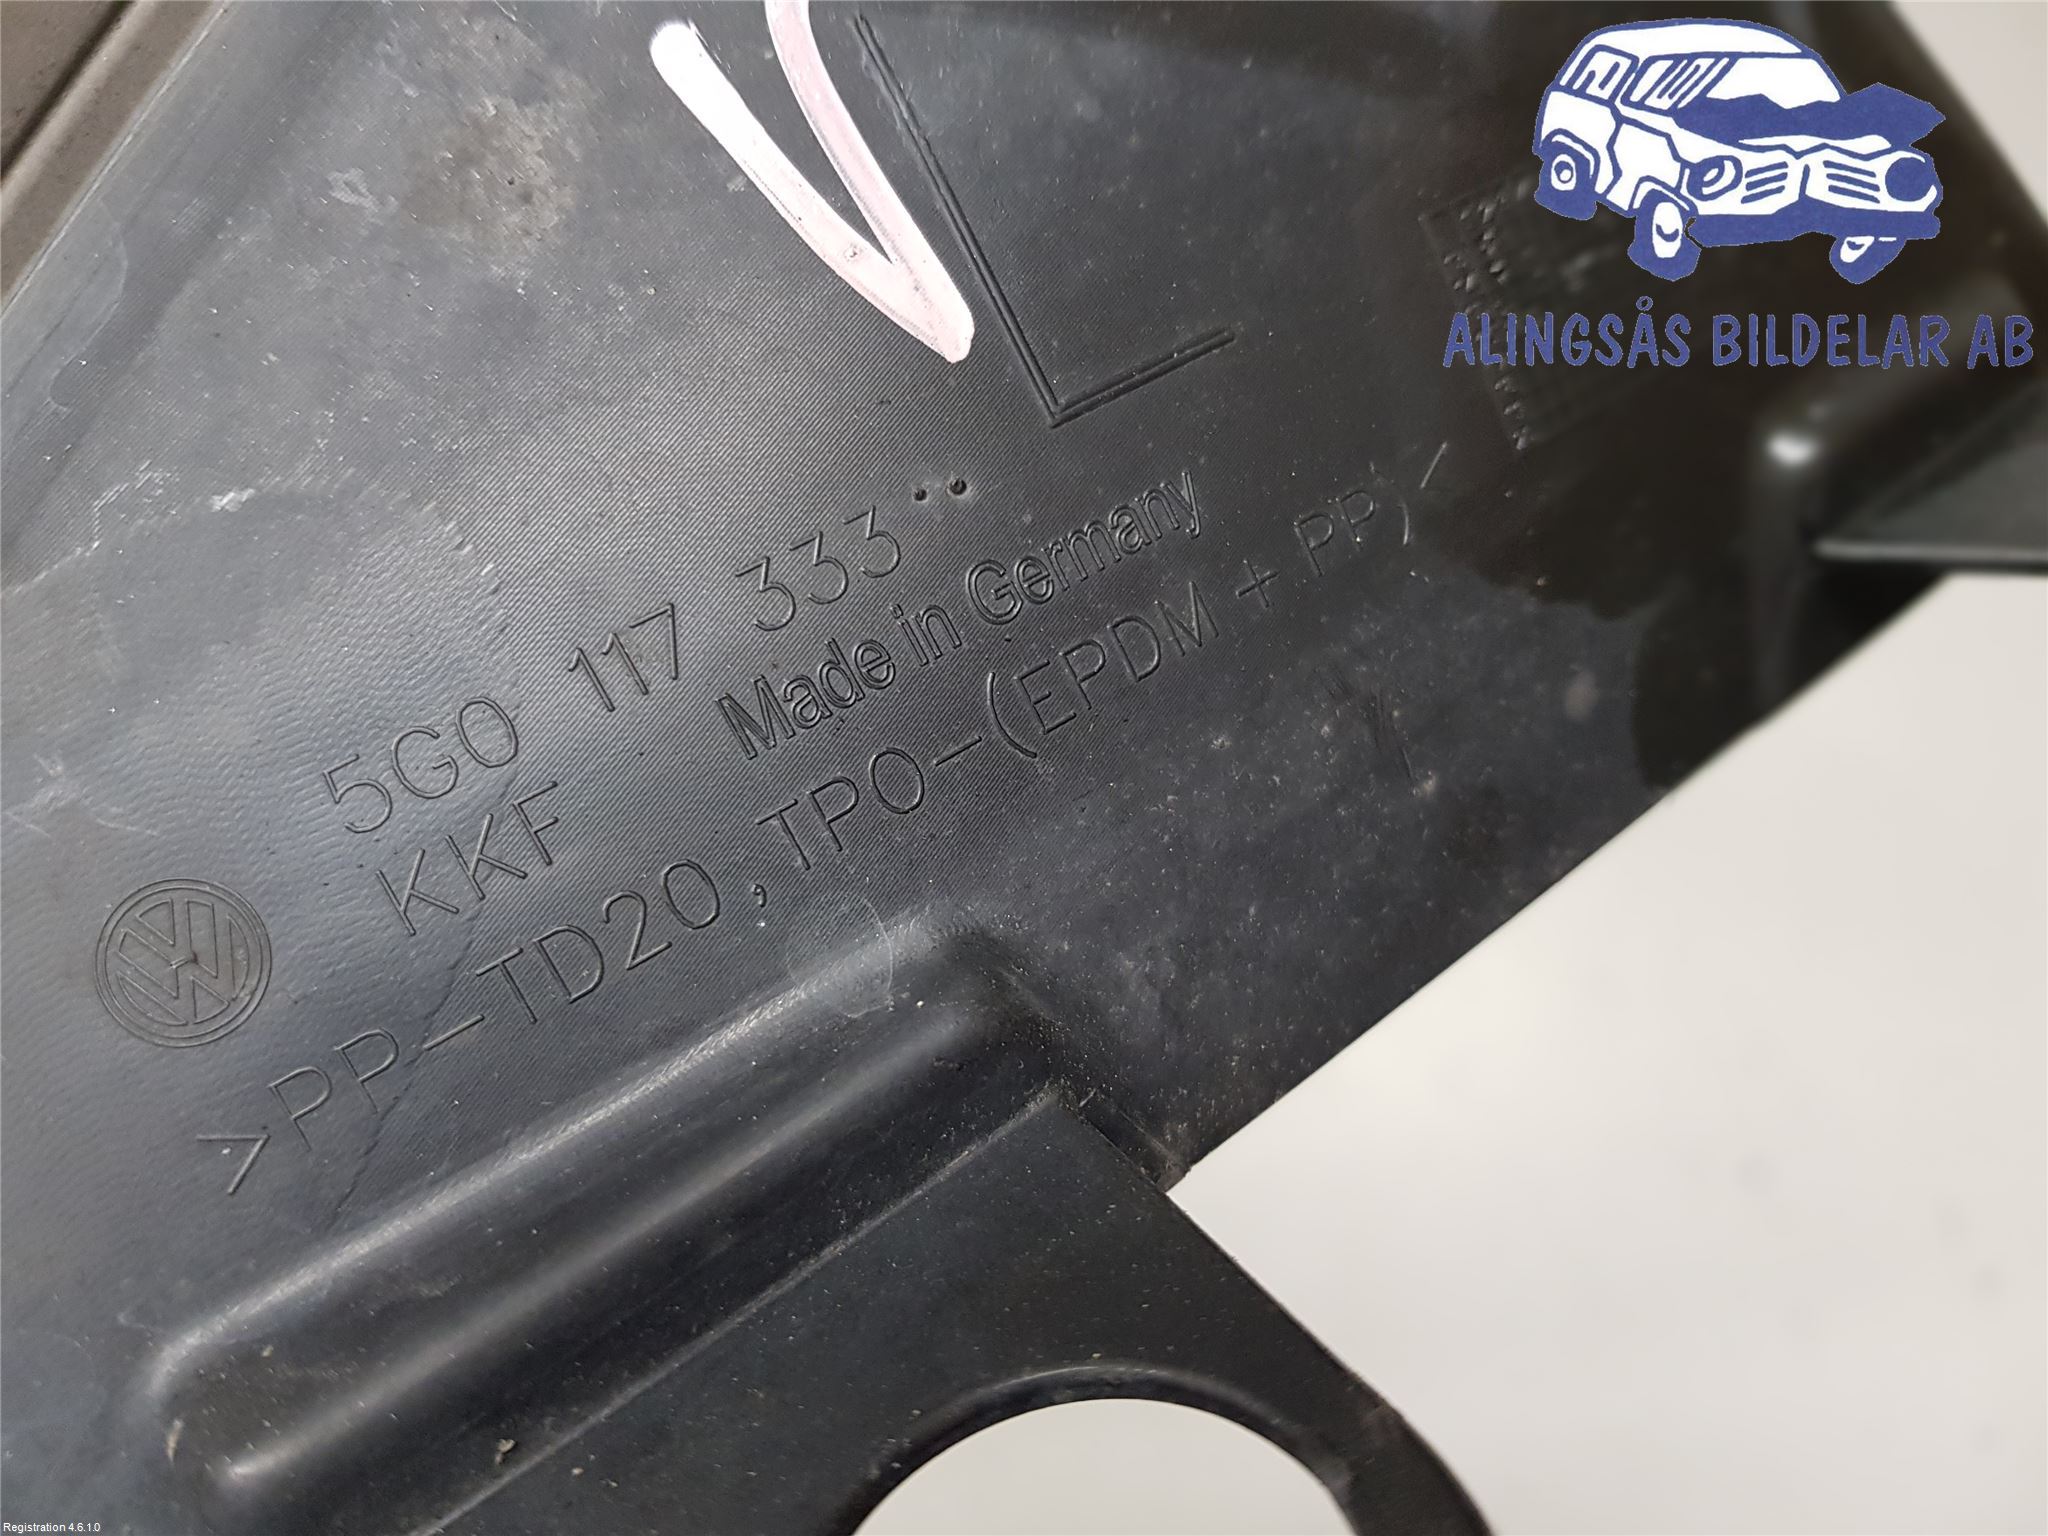 ALINGSÅS BILDELAR AB
L
5G0 117 333 ..
KKF Made in Germany
>PP-TD20, TPO-(EPDM + PP)<
Registration 4.6.1.0